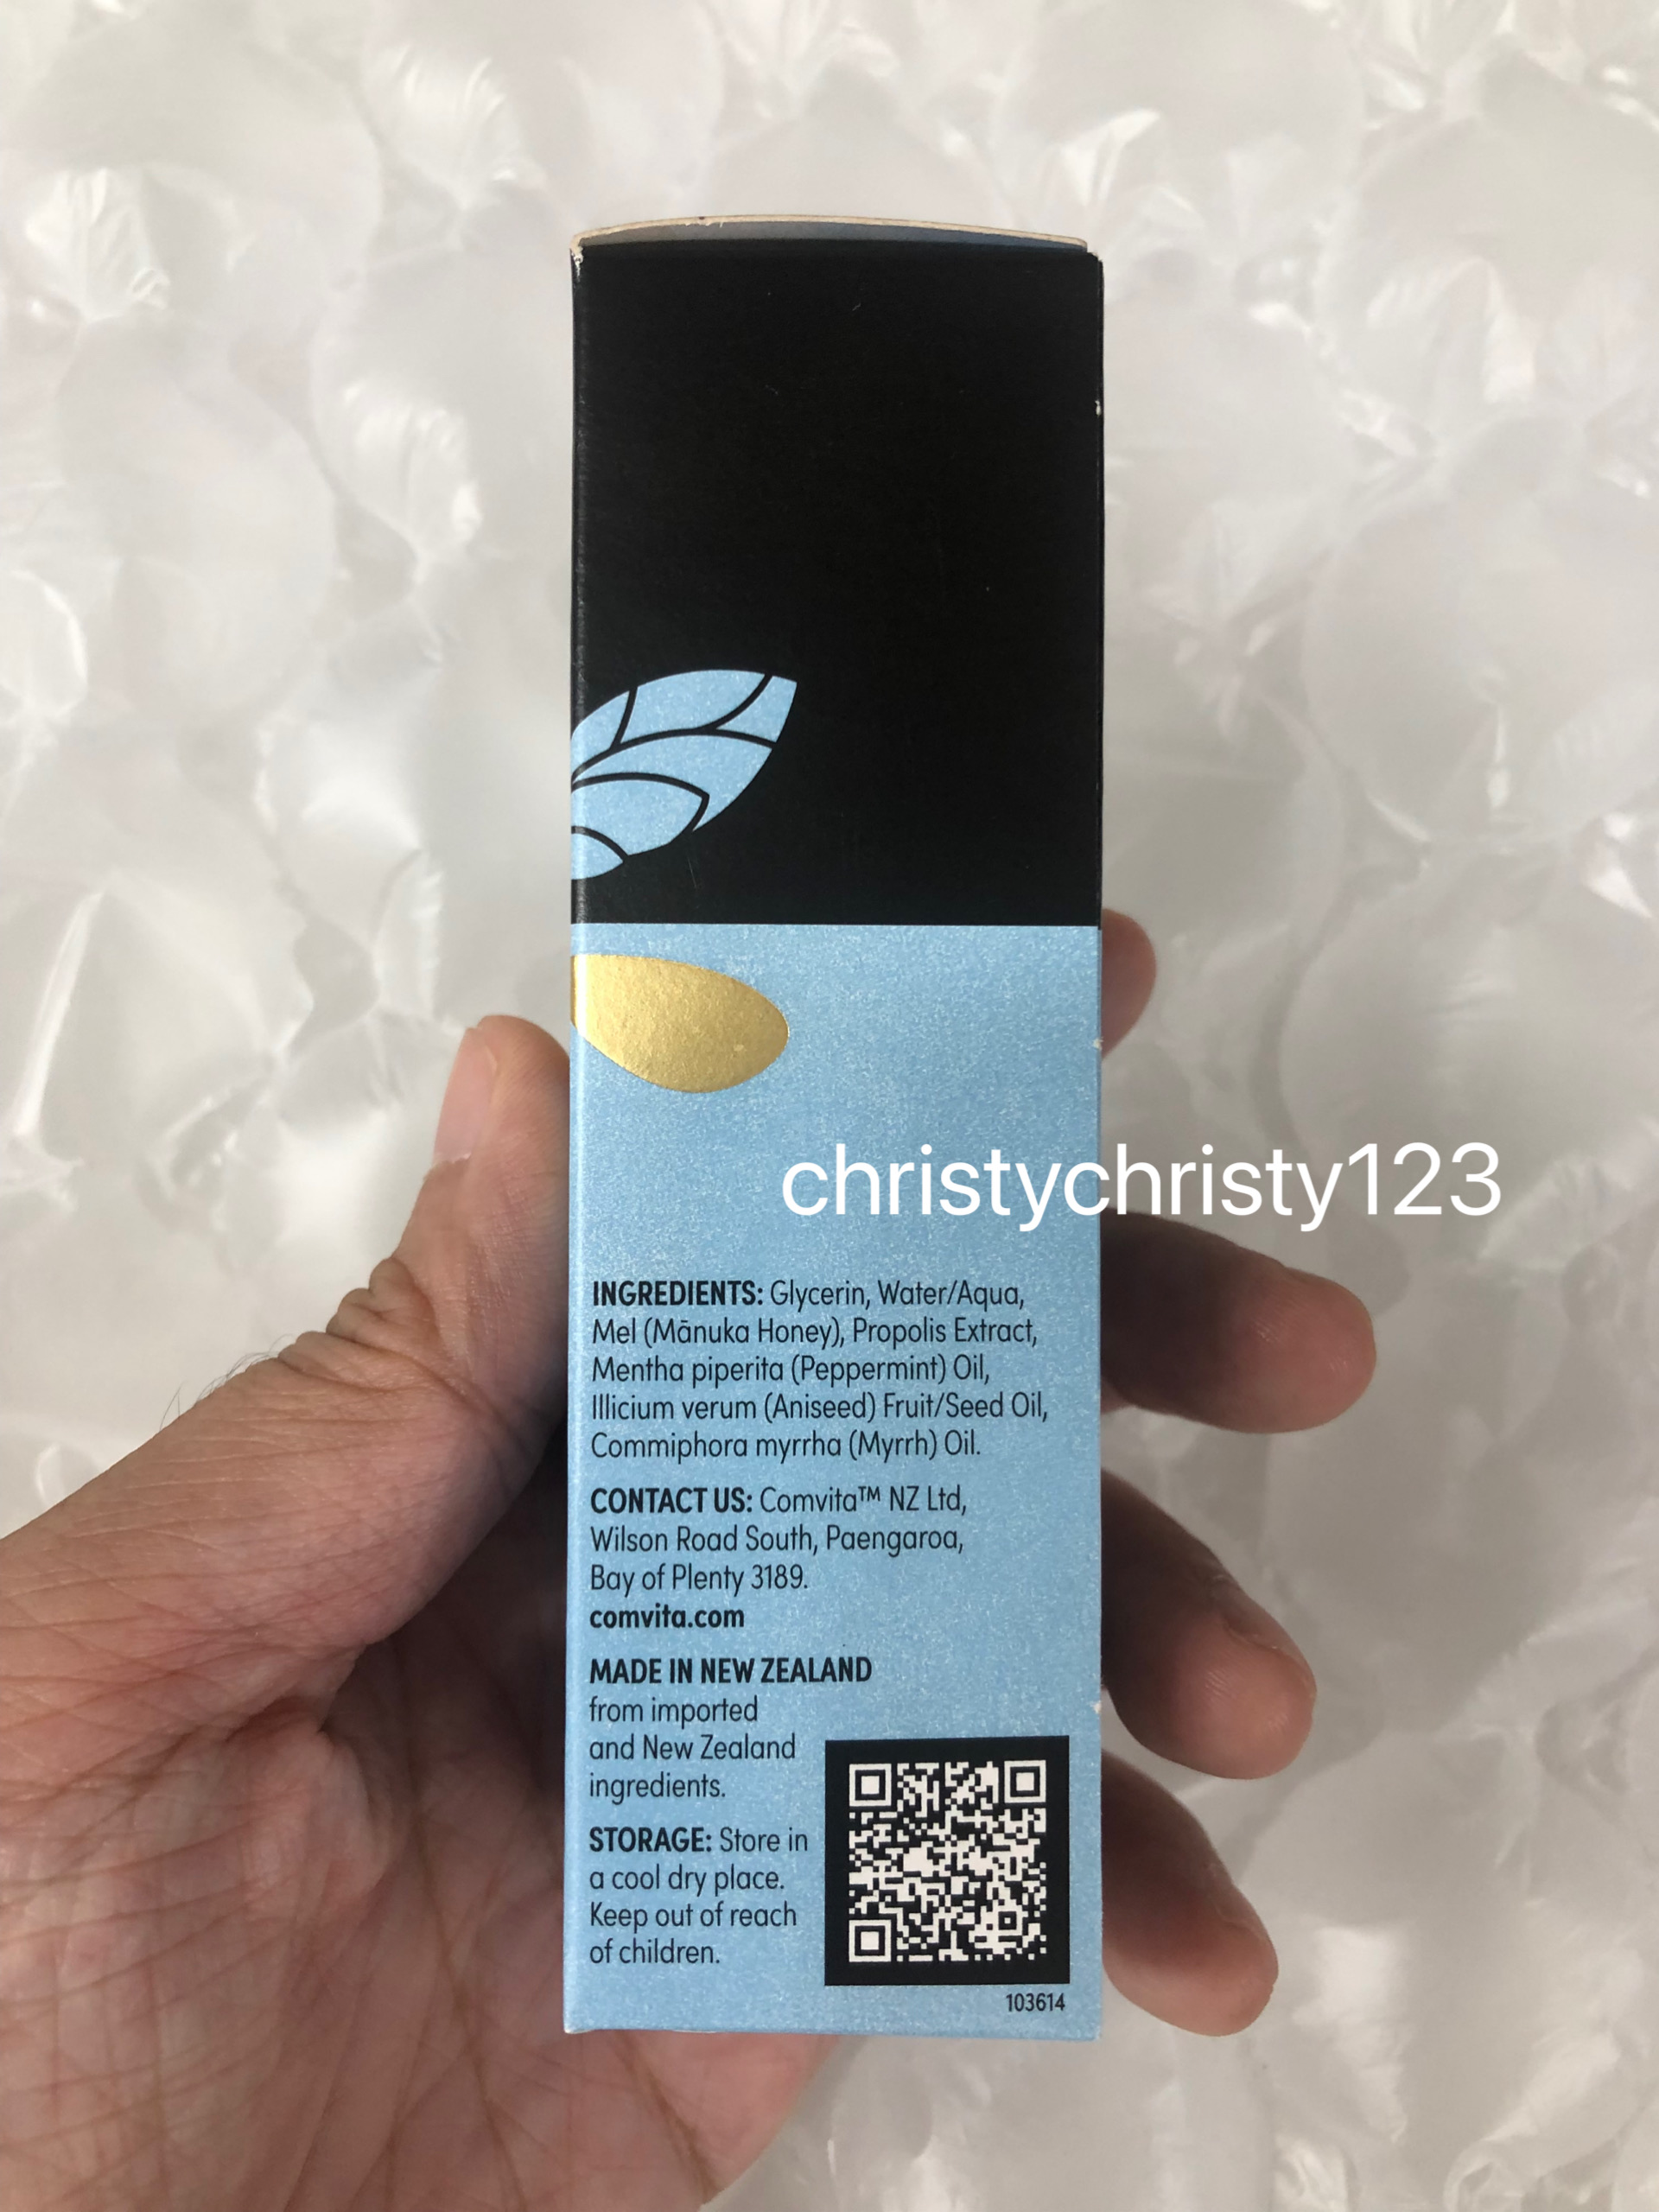 christychristy123
INGREDIENTS: Glycerin, Water/Aqua,
Mel (Mānuka Honey), Propolis Extract,
Mentha piperita (Peppermint) Oil,
Illicium verum (Aniseed) Fruit/Seed Oil,
Commiphora myrrha (Myrrh) Oil.
CONTACT US: Comvita™ NZ Ltd,
Wilson Road South, Paengaroa,
Bay of Plenty 3189.
comvita.com
MADE IN NEW ZEALAND
from imported
and New Zealand
ingredients.
STORAGE: Store in
a cool dry place.
Keep out of reach
of children.
103614